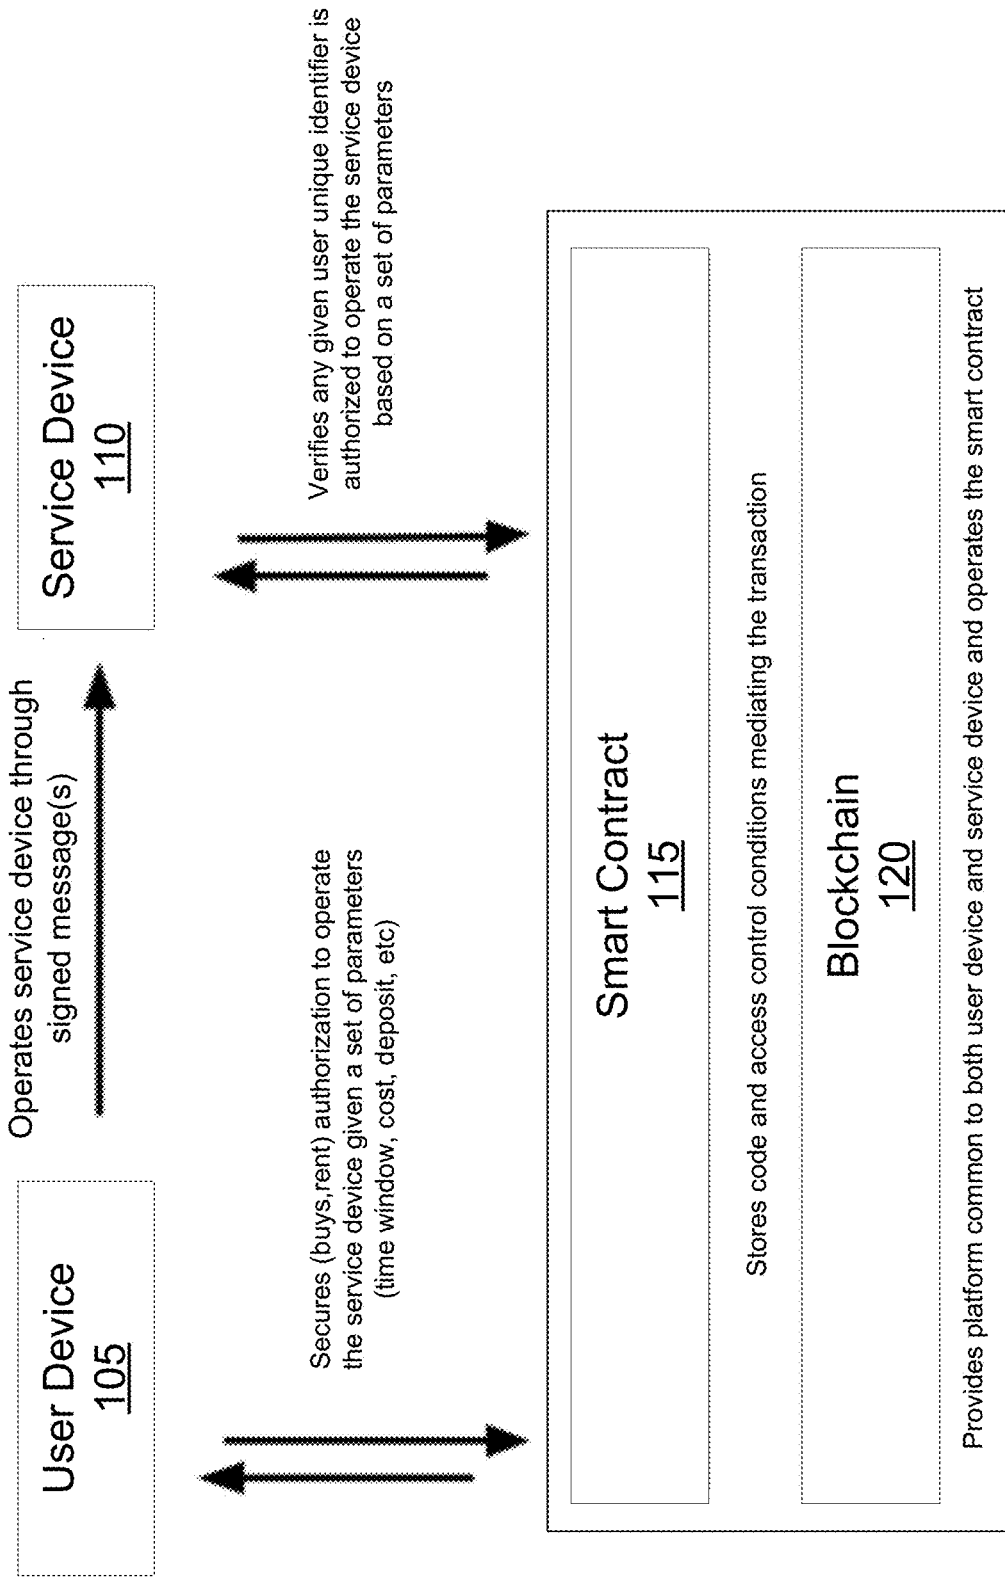 User Device
105
Operates service device through
signed message(s)
Service Device
110
Secures (buys,rent) authorization to operate
the service device given a set of parameters
(time window, cost, deposit, etc)
Verifies any given user unique identifier is
authorized to operate the service device
based on a set of parameters
Smart Contract
115
Stores code and access control conditions mediating the transaction
Blockchain
120
Provides platform common to both user device and service device and operates the smart contract